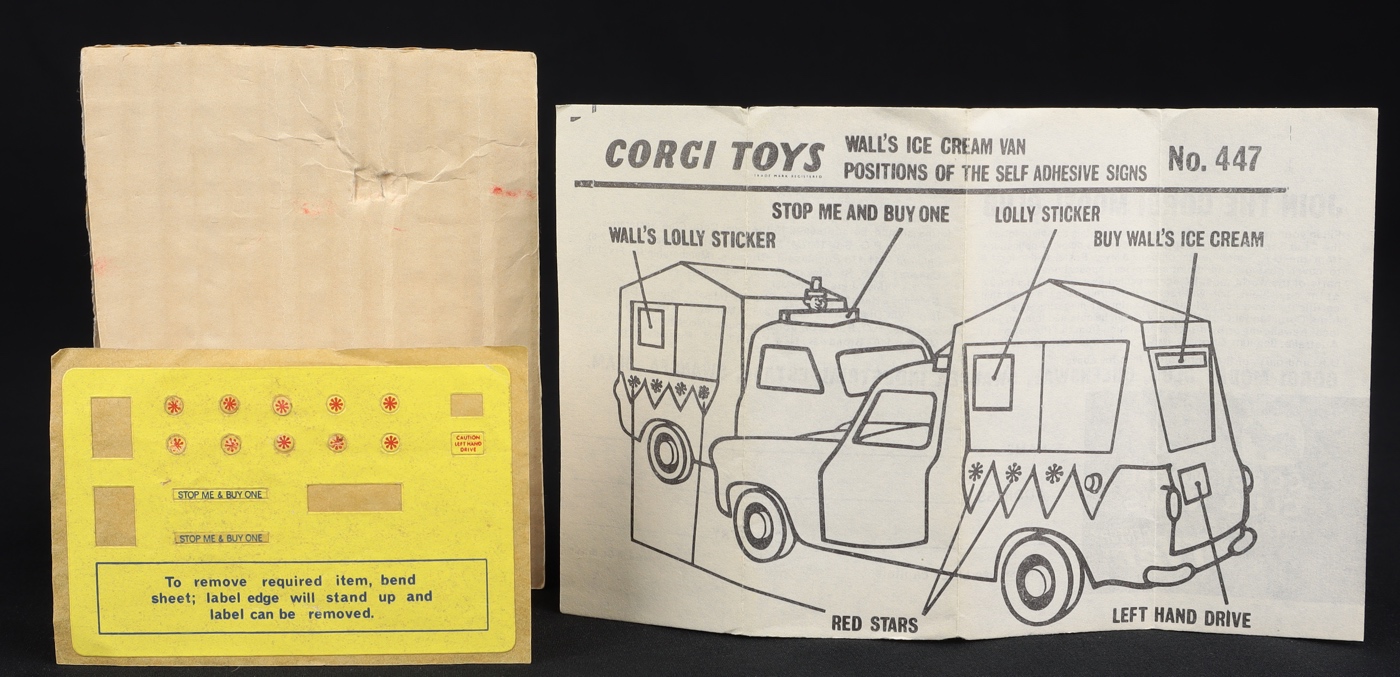 CORGI TOYS
TRADE MARK REGISTERED
WALL'S ICE CREAM VAN
POSITIONS OF THE SELF ADHESIVE SIGNS
No. 447
STOP ME AND BUY ONE
LOLLY STICKER
WALL'S LOLLY STICKER
BUY WALL'S ICE CREAM
RED STARS
LEFT HAND DRIVE
CAUTION
LEFT HAND
DRIVE
STOP ME & BUY ONE
STOP ME & BUY ONE
To remove required item, bend
sheet; label edge will stand up and
label can be removed.